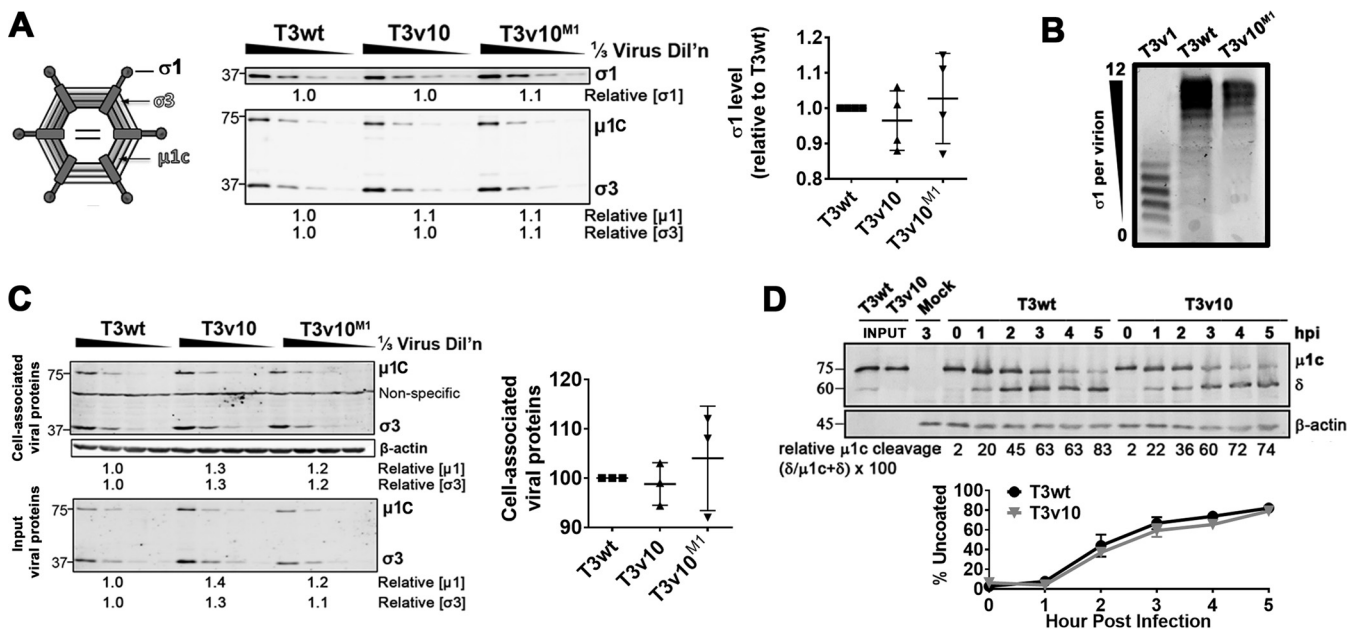 A
σ1
σ3
μ1c
T3wt T3v10 T3v10M1
⅓ Virus Dil'n
37
σ1
1.0 1.0 1.1 Relative [σ1]
75
μ1C
37
σ3
1.0 1.1 1.1 Relative [μ1]
1.0 1.0 1.1 Relative [σ3]
σ1 level
(relative to T3wt)
1.2
1.1
1.0
0.9
0.8
T3wt T3v10 T3v10M1
B
T3v1 T3wt T3v10M1
12
σ1 per virion
0
C
T3wt T3v10 T3v10M1
⅓ Virus Dil'n
Cell-associated
viral proteins
75
μ1C
Non-specific
37
σ3
β-actin
1.0 1.3 1.2 Relative [μ1]
1.0 1.3 1.2 Relative [σ3]
Input
viral proteins
75
μ1C
37
σ3
1.0 1.4 1.2 Relative [μ1]
1.0 1.3 1.1 Relative [σ3]
Cell-associated
viral proteins
120
110
100
90
T3wt T3v10 T3v10M1
D
T3wt T3v10 Mock T3wt T3v10
INPUT 3 0 1 2 3 4 5 0 1 2 3 4 5 hpi
75
μ1c
60
δ
45
β-actin
relative μ1c cleavage 2 20 45 63 63 83 2 22 36 60 72 74
(δ/μ1c+δ) x 100
% Uncoated
100
80
60
40
20
0
T3wt
T3v10
0 1 2 3 4 5
Hour Post Infection